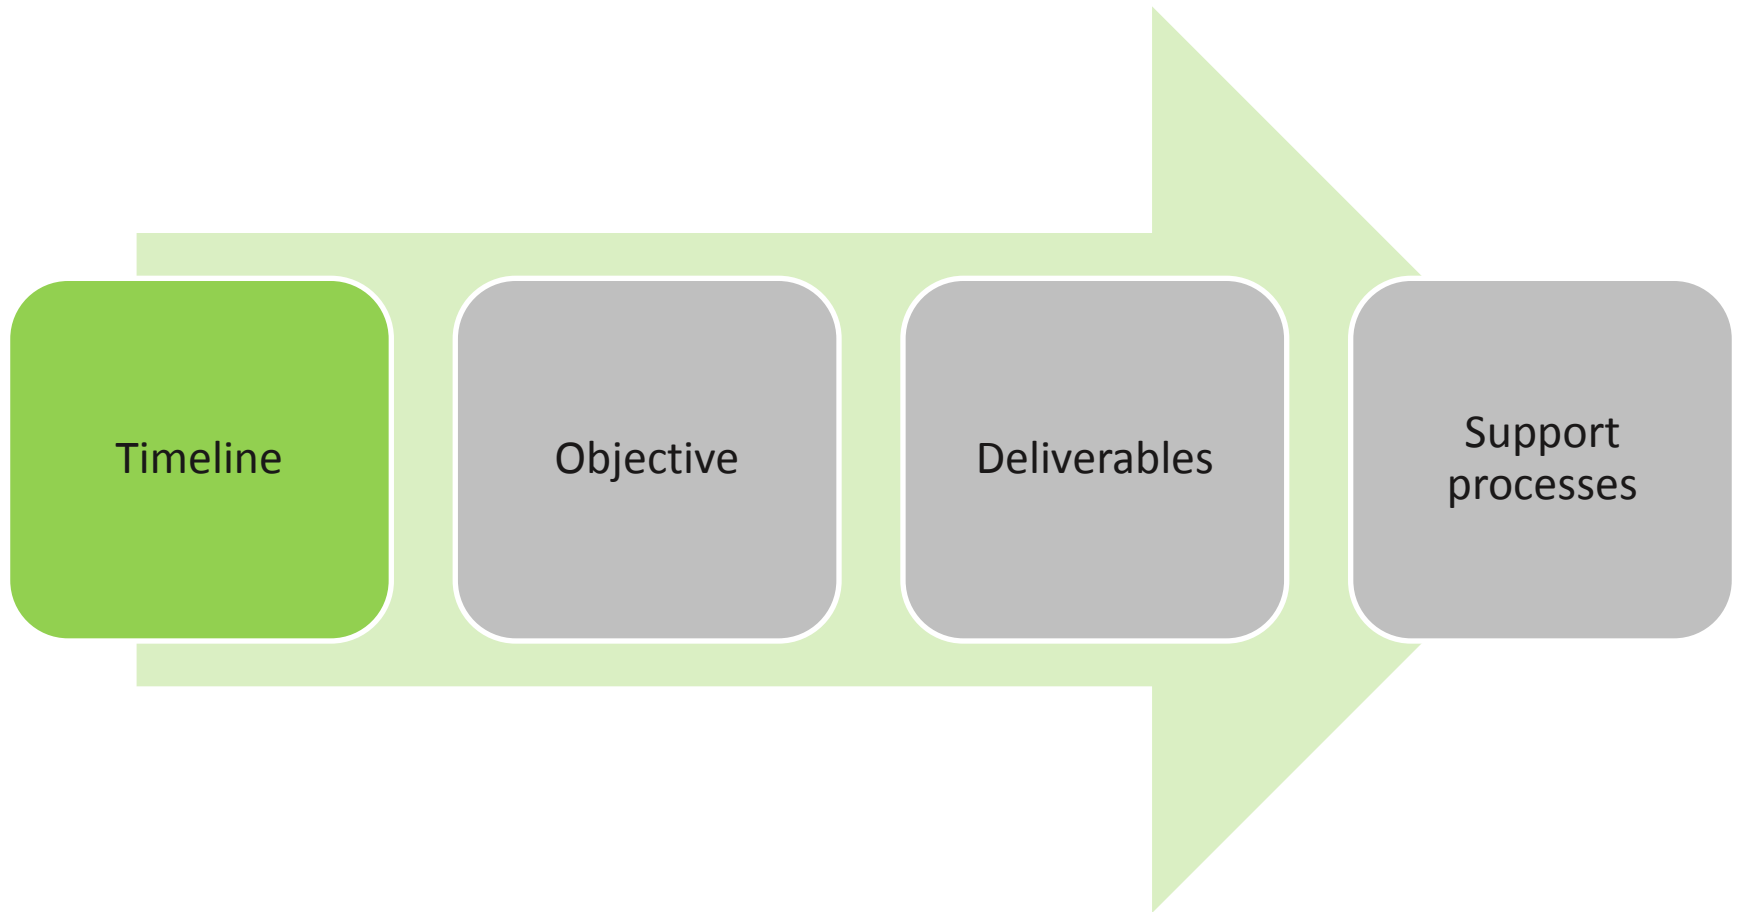 Timeline
Objective
Deliverables
Support
processes